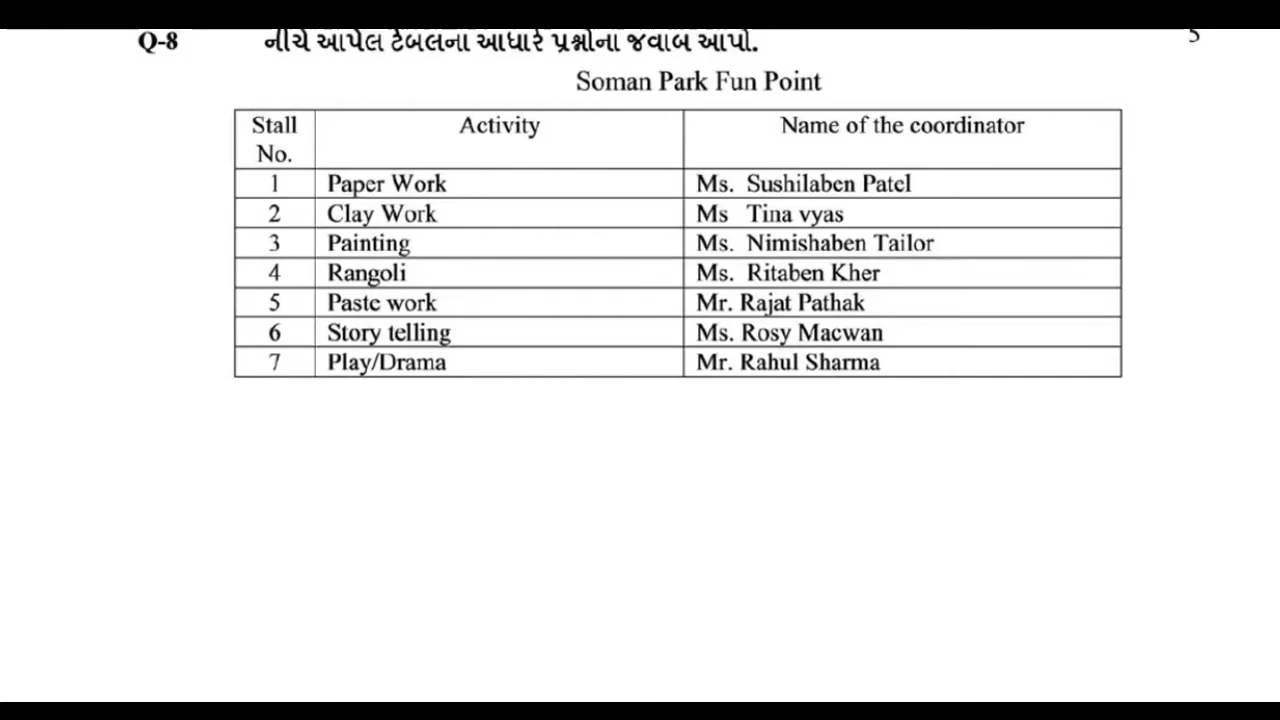 Q-8 નીચે આપેલ ટેબલના આધારે પ્રશ્નોના જવાબ આપો. 5
Soman Park Fun Point
Stall No. Activity Name of the coordinator
1 Paper Work Ms. Sushilaben Patel
2 Clay Work Ms Tina vyas
3 Painting Ms. Nimishaben Tailor
4 Rangoli Ms. Ritaben Kher
5 Paste work Mr. Rajat Pathak
6 Story telling Ms. Rosy Macwan
7 Play/Drama Mr. Rahul Sharma